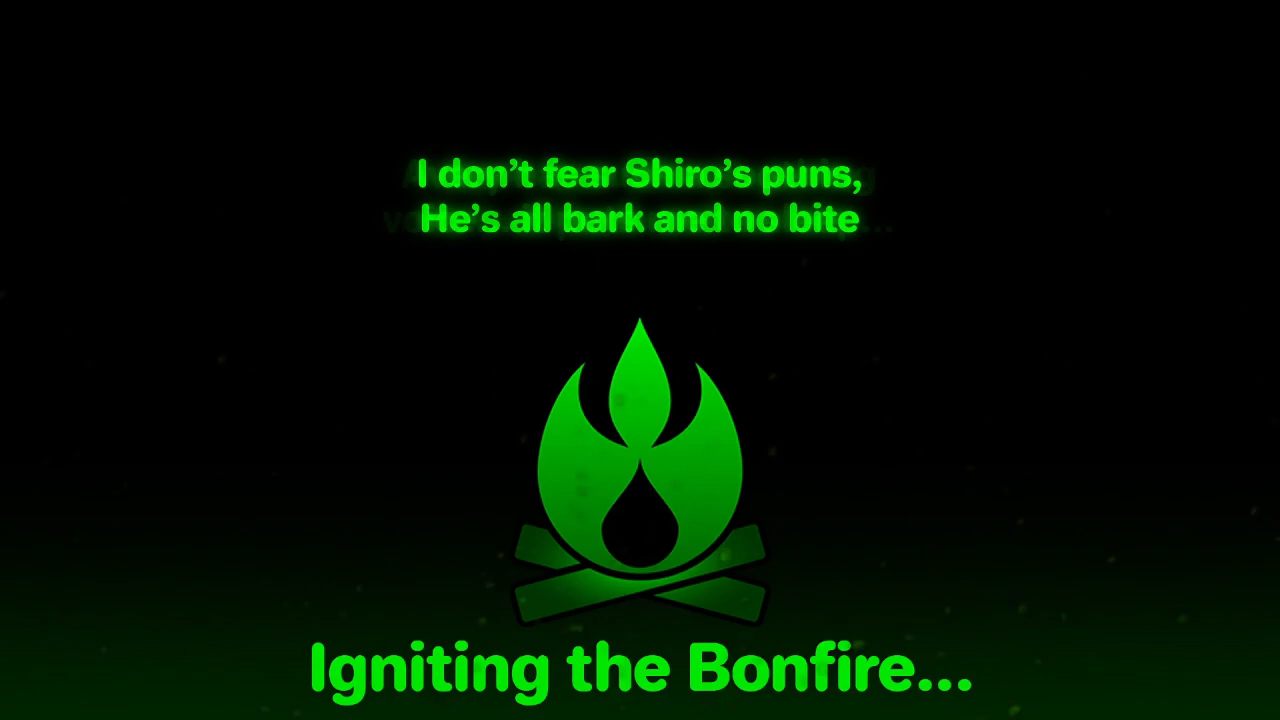 I don’t fear Shiro’s puns,
He’s all bark and no bite
Igniting the Bonfire...